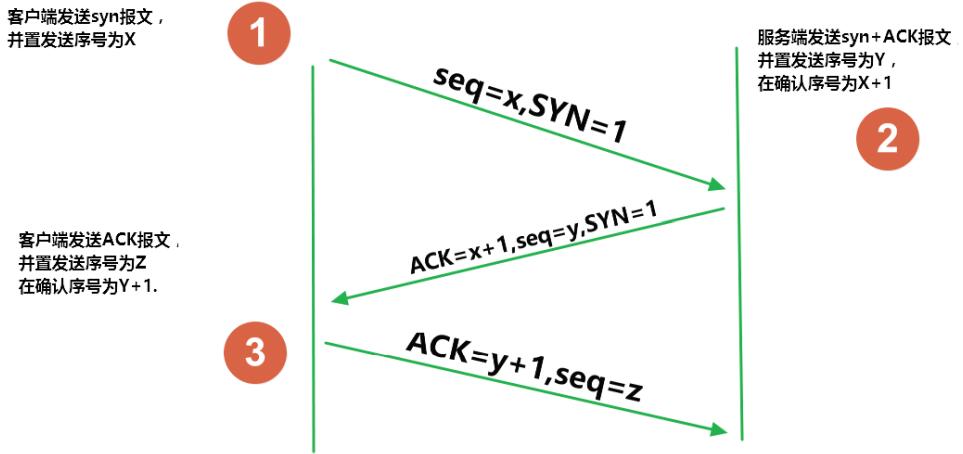 客户端发送syn报文，
并置发送序号为X
1
seq=x,SYN=1
服务端发送syn+ACK报文，
并置发送序号为Y，
在确认序号为X+1
2
ACK=x+1,seq=y,SYN=1
客户端发送ACK报文，
并置发送序号为Z
在确认序号为Y+1.
3
ACK=y+1,seq=z